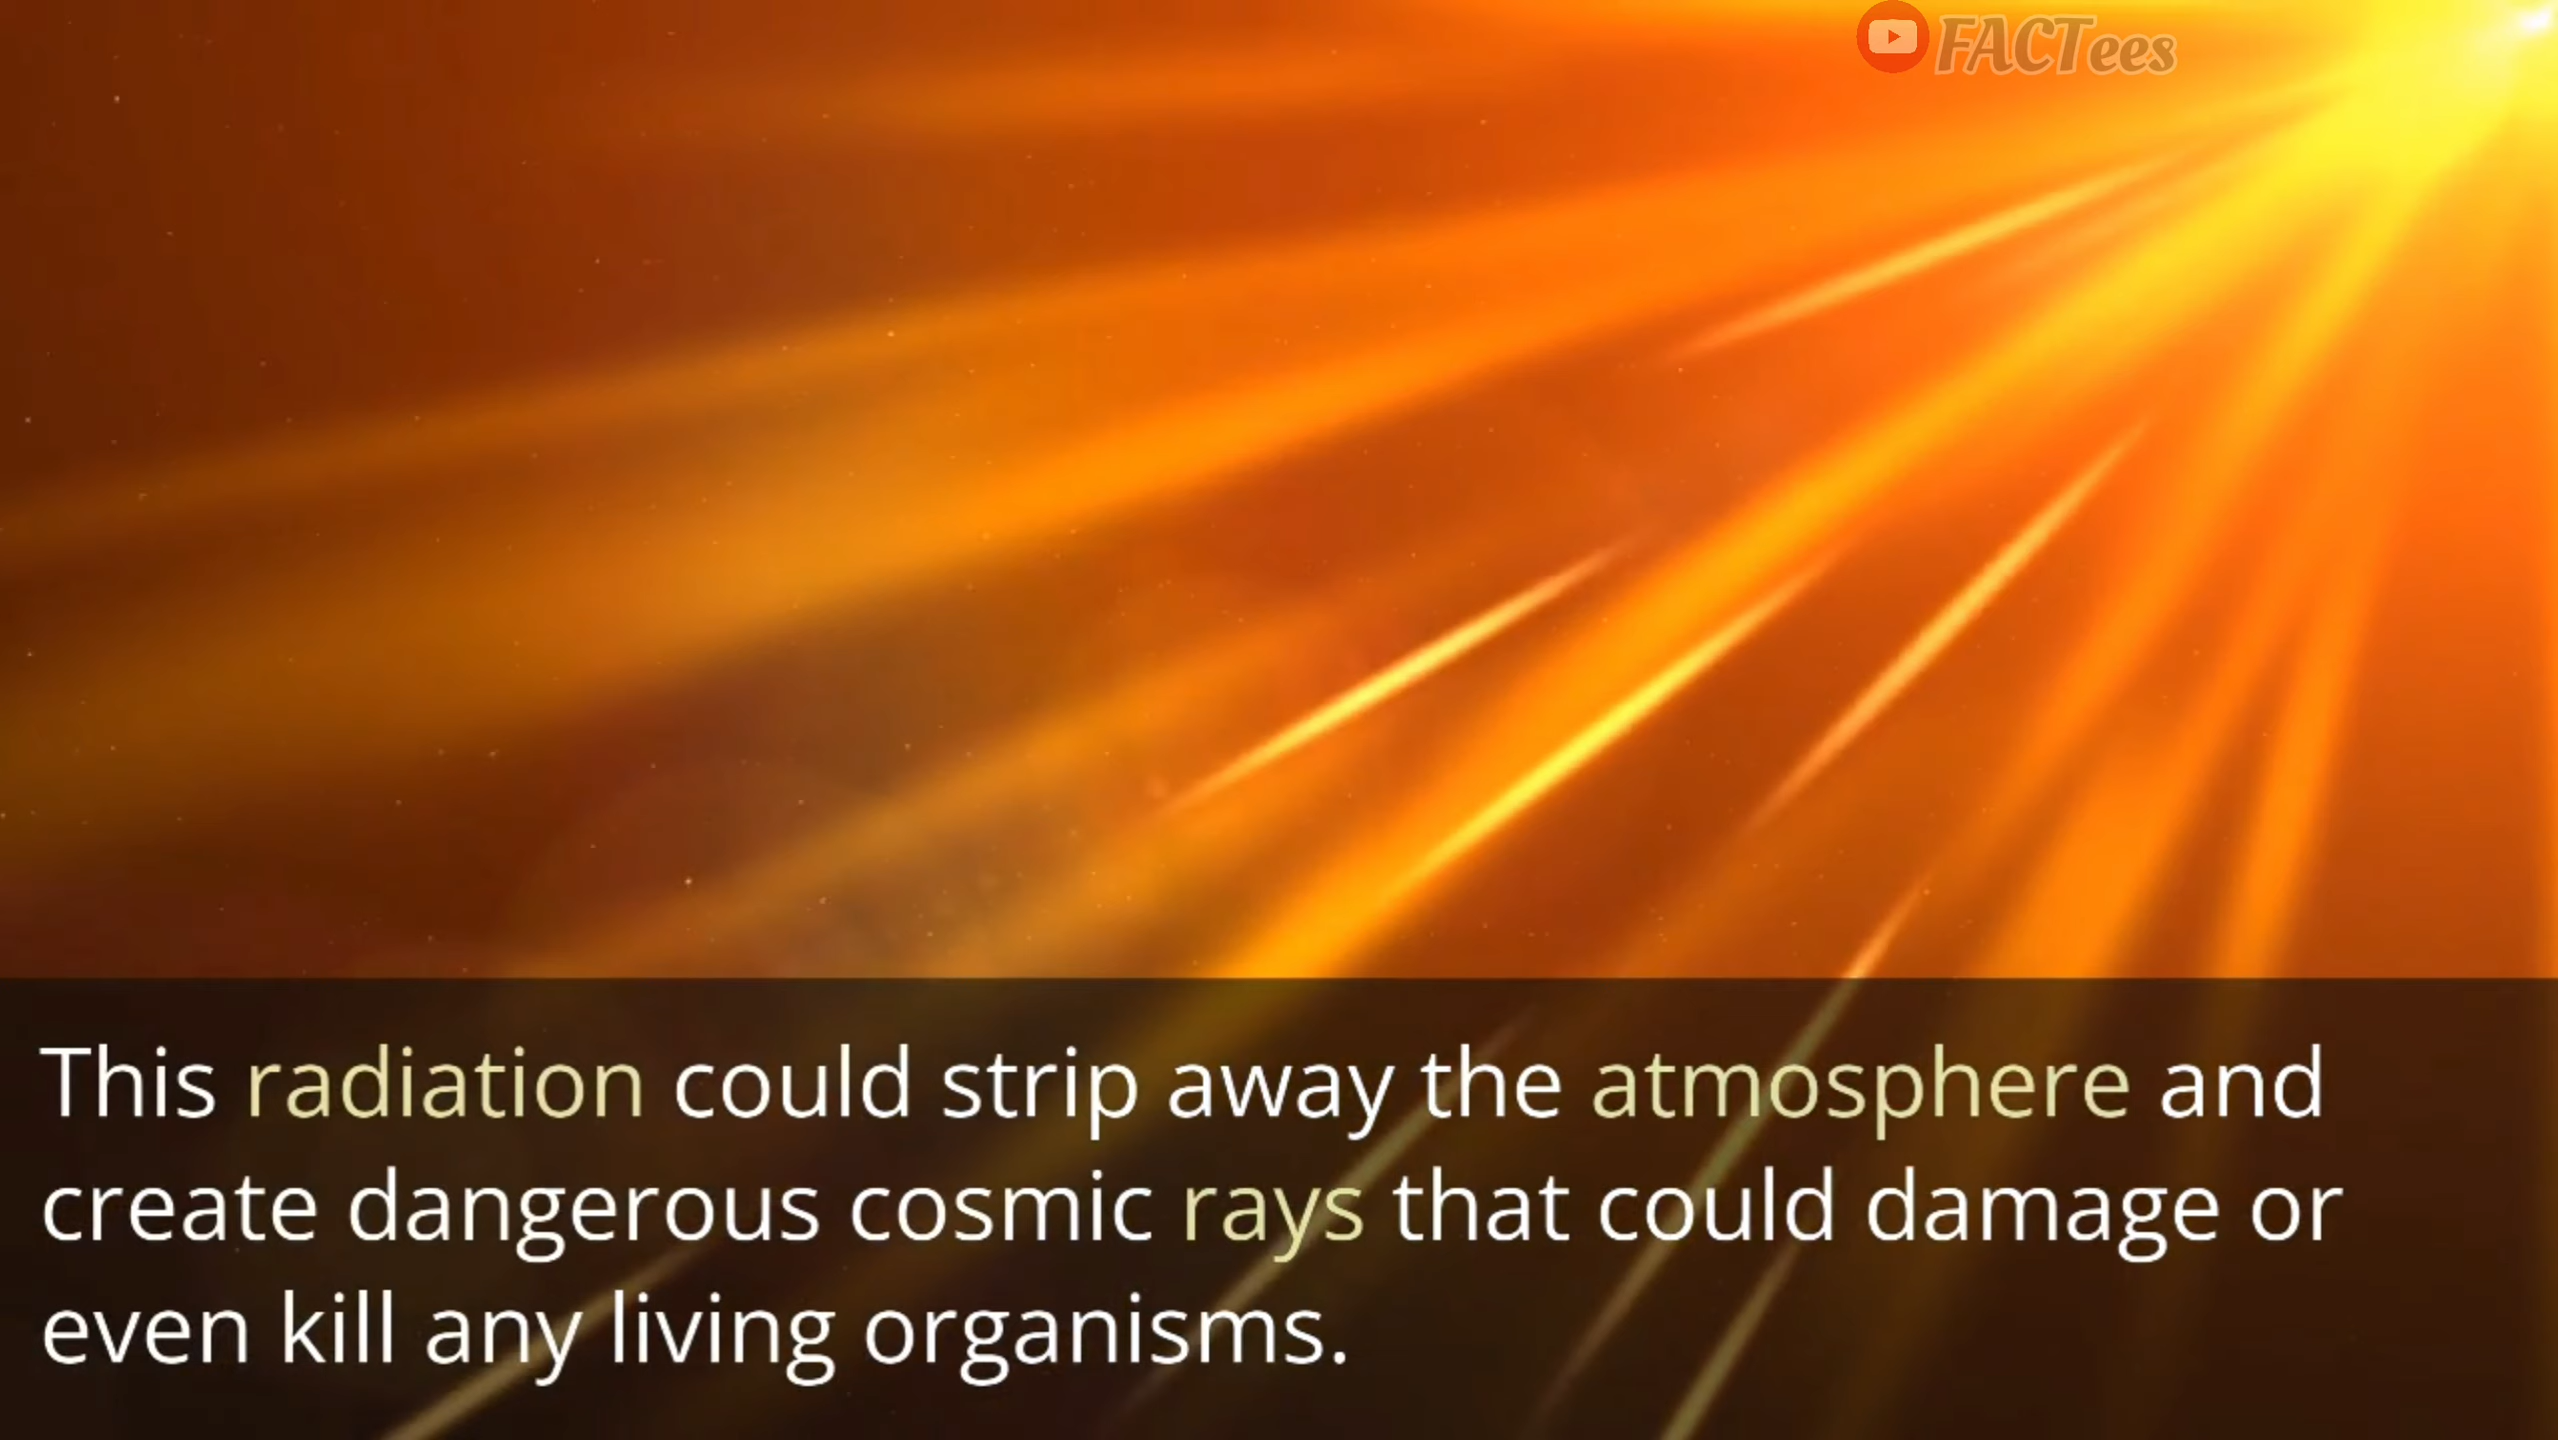 FACTees
This radiation could strip away the atmosphere and
create dangerous cosmic rays that could damage or
even kill any living organisms.